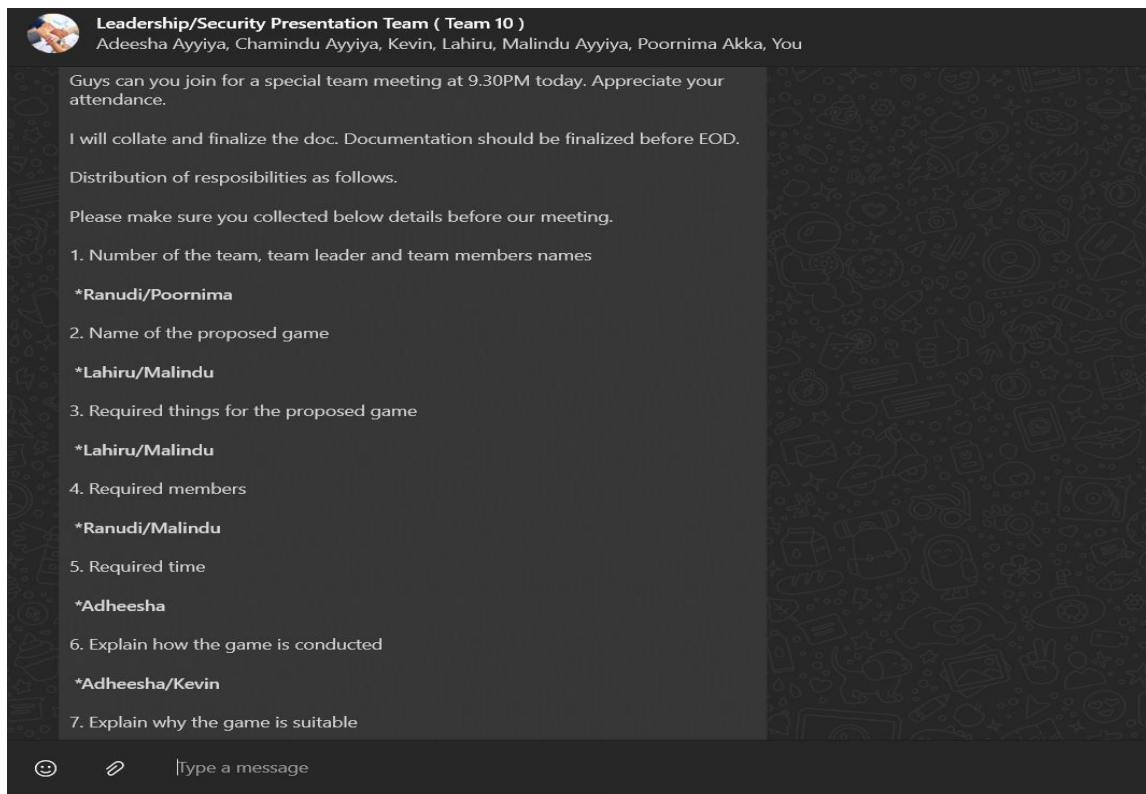 Leadership/Security Presentation Team ( Team 10 )
Adeesha Ayyiya, Chamindu Ayyiya, Kevin, Lahiru, Malindu Ayyiya, Poornima Akka, You
Guys can you join for a special team meeting at 9.30PM today. Appreciate your
attendance.
I will collate and finalize the doc. Documentation should be finalized before EOD.
Distribution of resposibilities as follows.
Please make sure you collected below details before our meeting.
1. Number of the team, team leader and team members names
*Ranudi/Poornima
2. Name of the proposed game
*Lahiru/Malindu
3. Required things for the proposed game
*Lahiru/Malindu
4. Required members
*Ranudi/Malindu
5. Required time
*Adheesha
6. Explain how the game is conducted
*Adheesha/Kevin
7. Explain why the game is suitable
Type a message